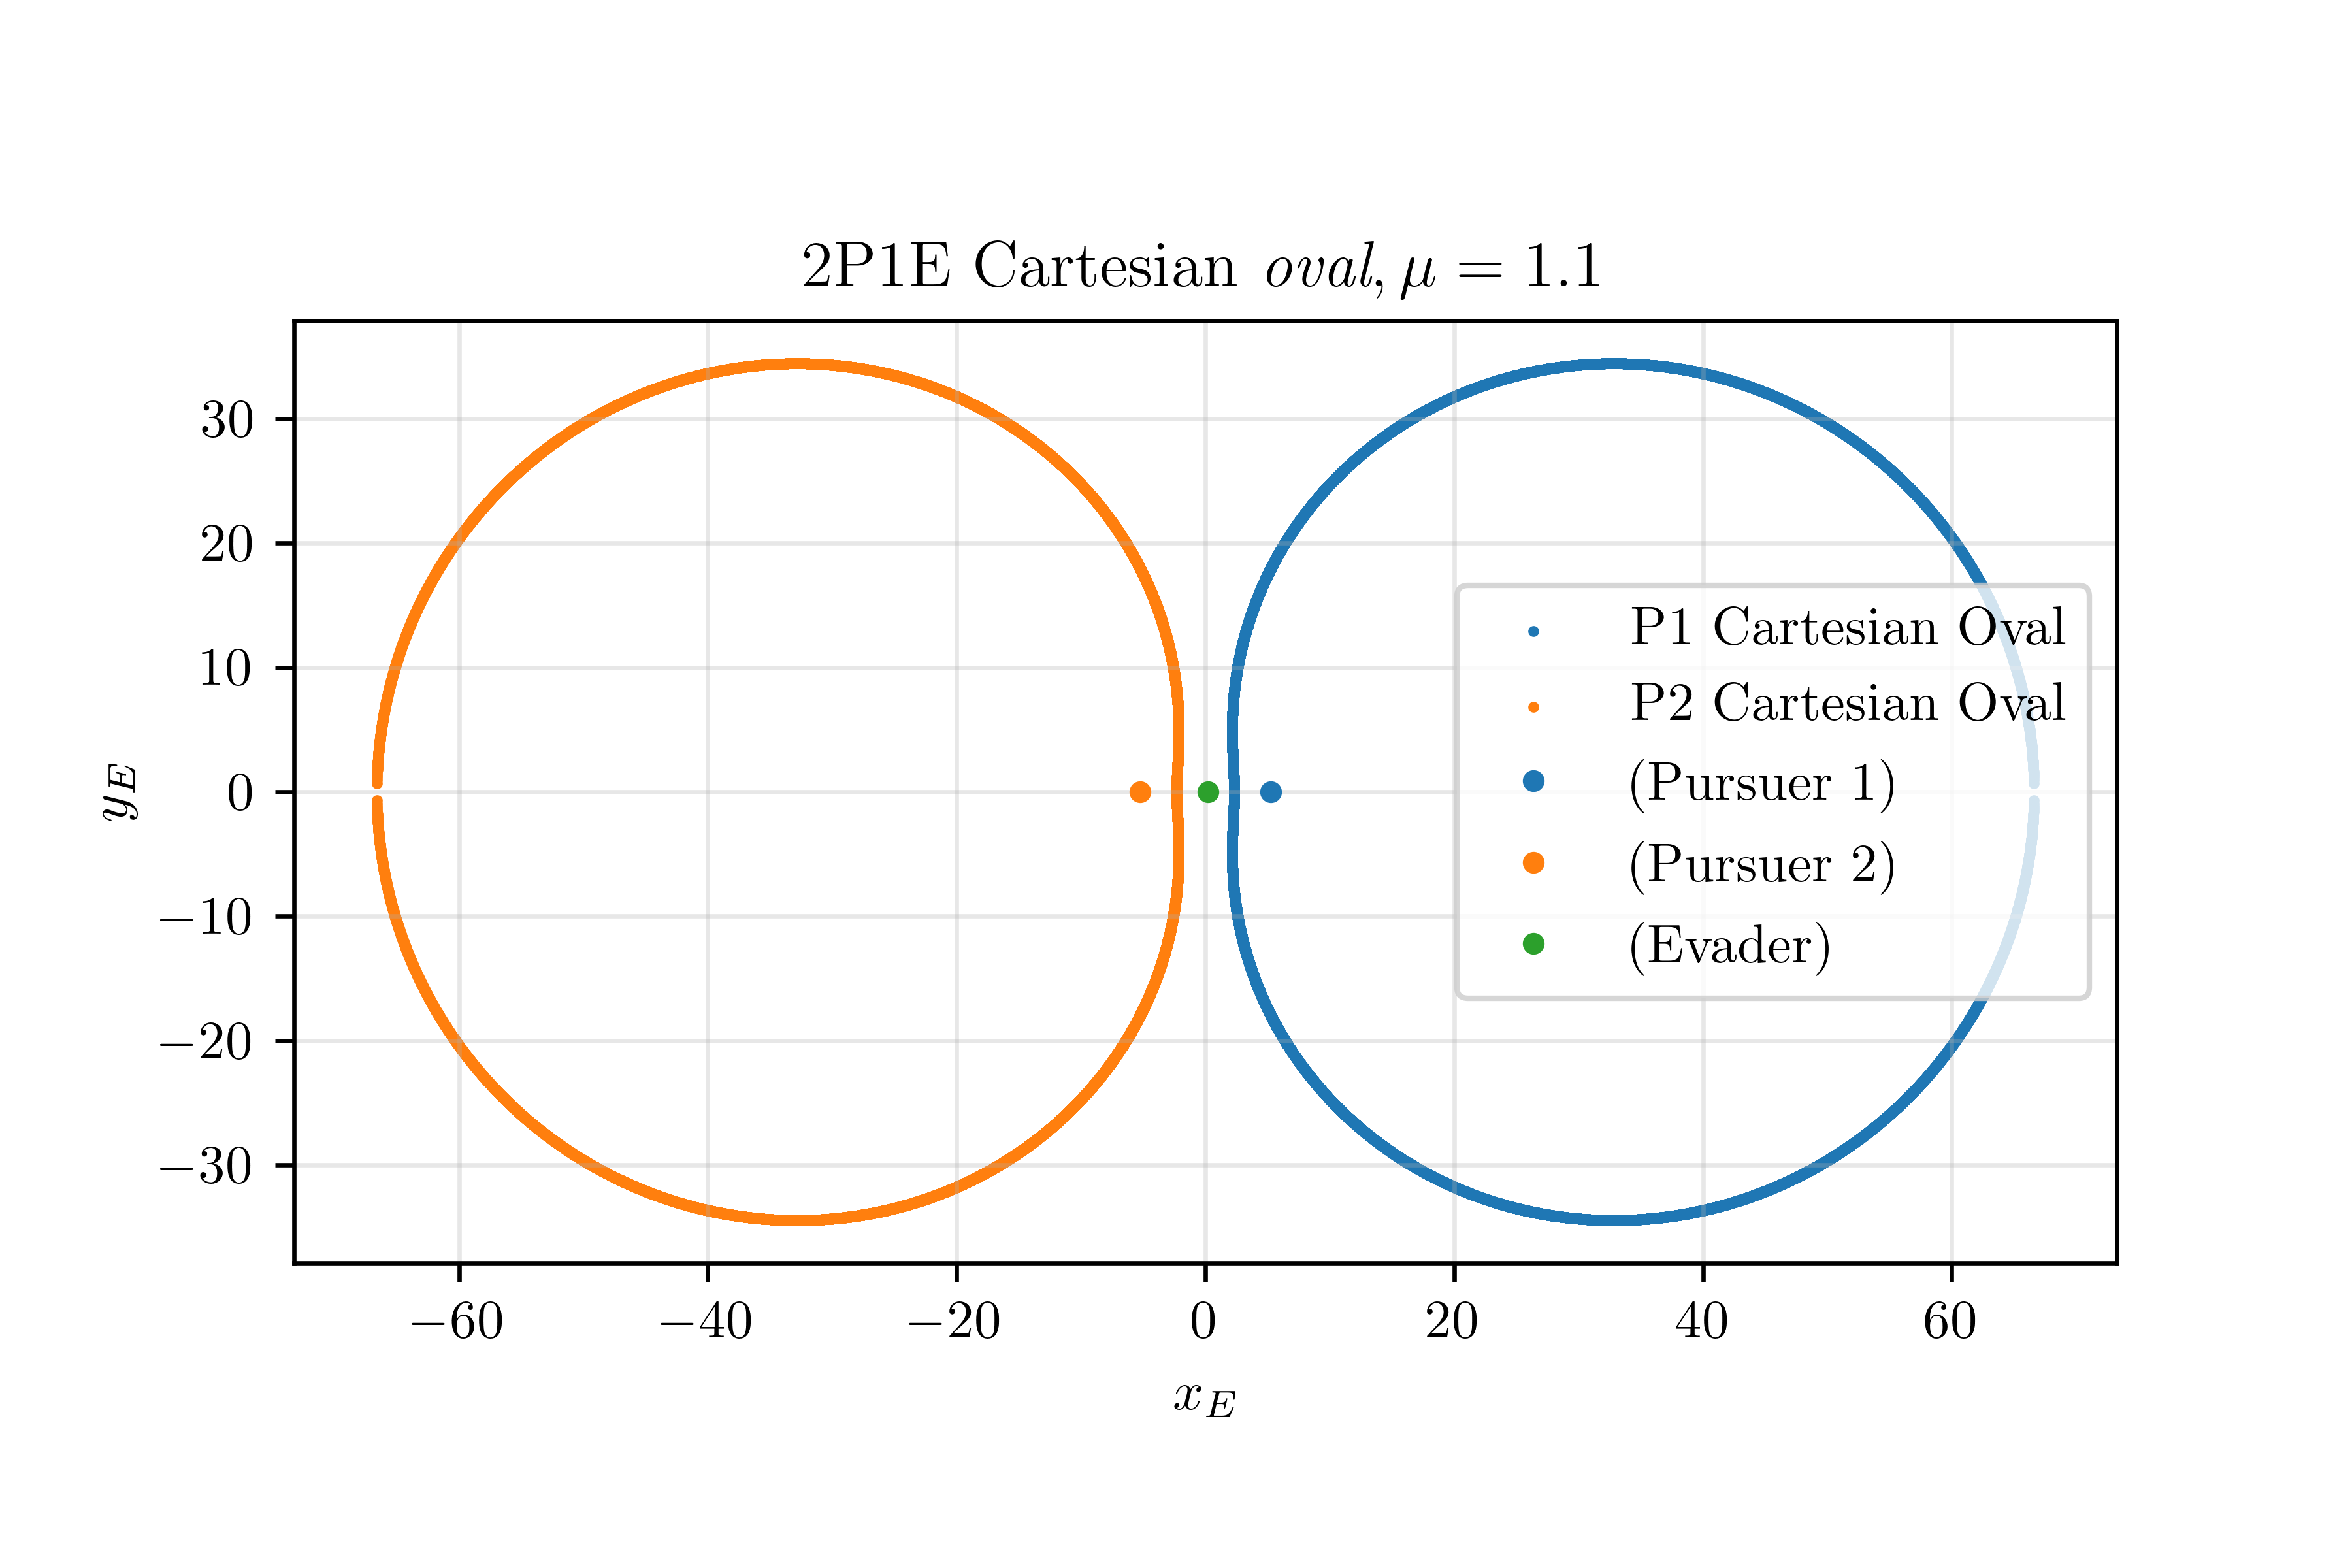 2P1E Cartesian oval, μ = 1.1
30
20
10
0
−10
−20
−30
y_E
P1 Cartesian Oval
P2 Cartesian Oval
(Pursuer 1)
(Pursuer 2)
(Evader)
−60 −40 −20 0 20 40 60
x_E